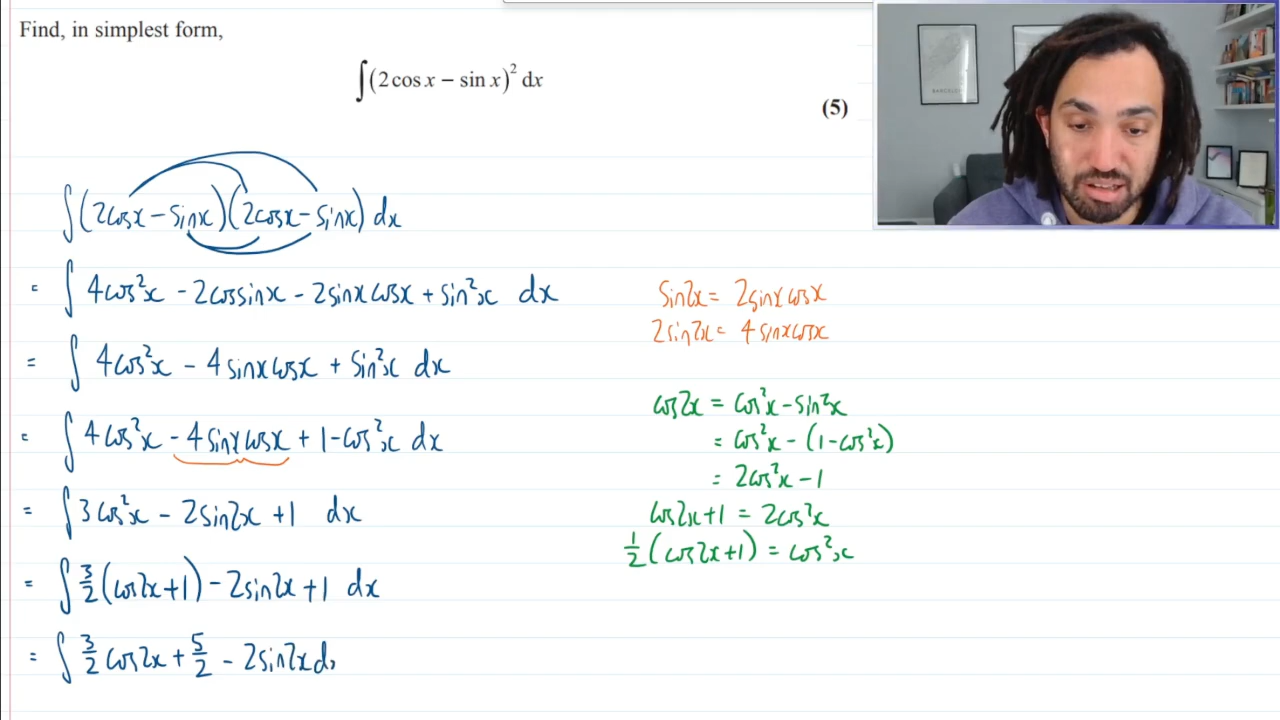 Find, in simplest form,
∫(2 cos x − sin x)² dx
(5)
BARCELONA
∫(2cosx − sinx)(2cosx − sinx) dx
= ∫ 4cos²x − 2cossinx − 2sinxcosx + sin²x dx
= ∫ 4cos²x − 4sinxcosx + sin²x dx
= ∫ 4cos²x − 4sinxcosx + 1 − cos²x dx
= ∫ 3cos²x − 2sin2x + 1 dx
= ∫ 3/2(cos2x+1) − 2sin2x + 1 dx
= ∫ 3/2 cos2x + 5/2 − 2sin2x d
sin2x = 2sinxcosx
2sin2x = 4sinxcosx
cos2x = cos²x − sin²x
= cos²x − (1 − cos²x)
= 2cos²x − 1
cos2x + 1 = 2cos²x
1/2(cos2x+1) = cos²x